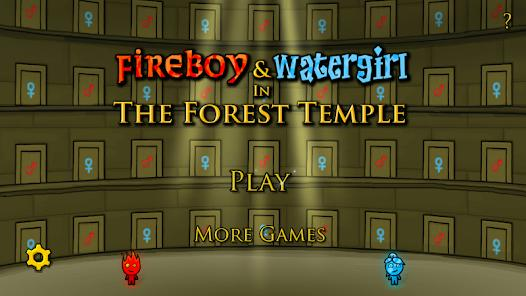 ?
FIREBOY & WATERGIRL
IN
THE FOREST TEMPLE
PLAY
MORE GAMES